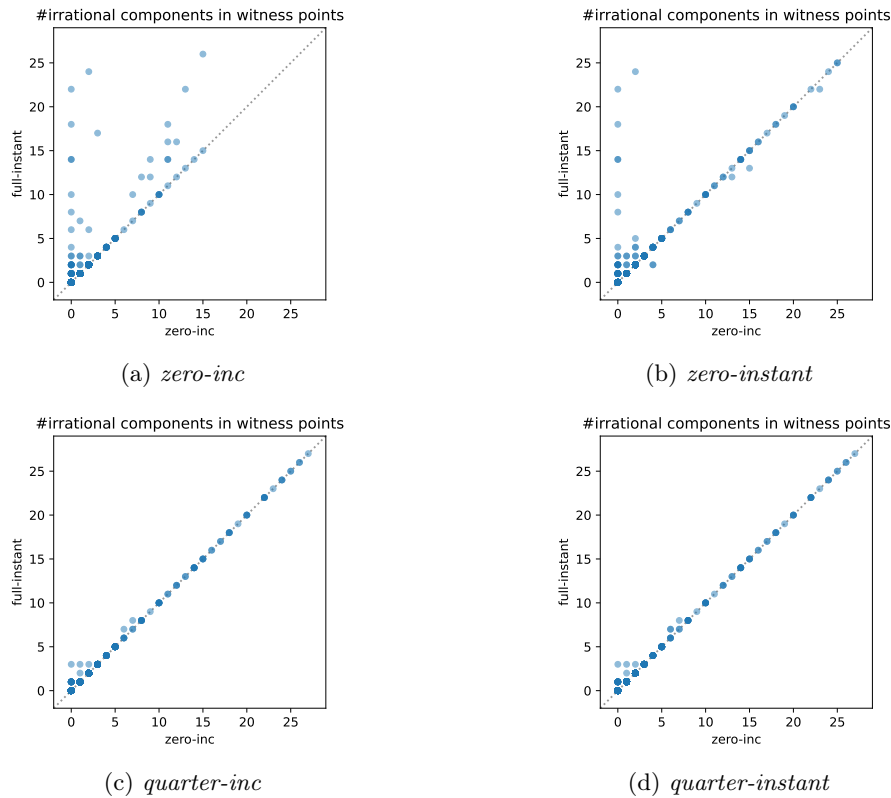 #irrational components in witness points
full-instant
25
20
15
10
5
0
0 5 10 15 20 25
zero-inc
(a) zero-inc
#irrational components in witness points
full-instant
25
20
15
10
5
0
0 5 10 15 20 25
zero-inc
(b) zero-instant
#irrational components in witness points
full-instant
25
20
15
10
5
0
0 5 10 15 20 25
zero-inc
(c) quarter-inc
#irrational components in witness points
full-instant
25
20
15
10
5
0
0 5 10 15 20 25
zero-inc
(d) quarter-instant